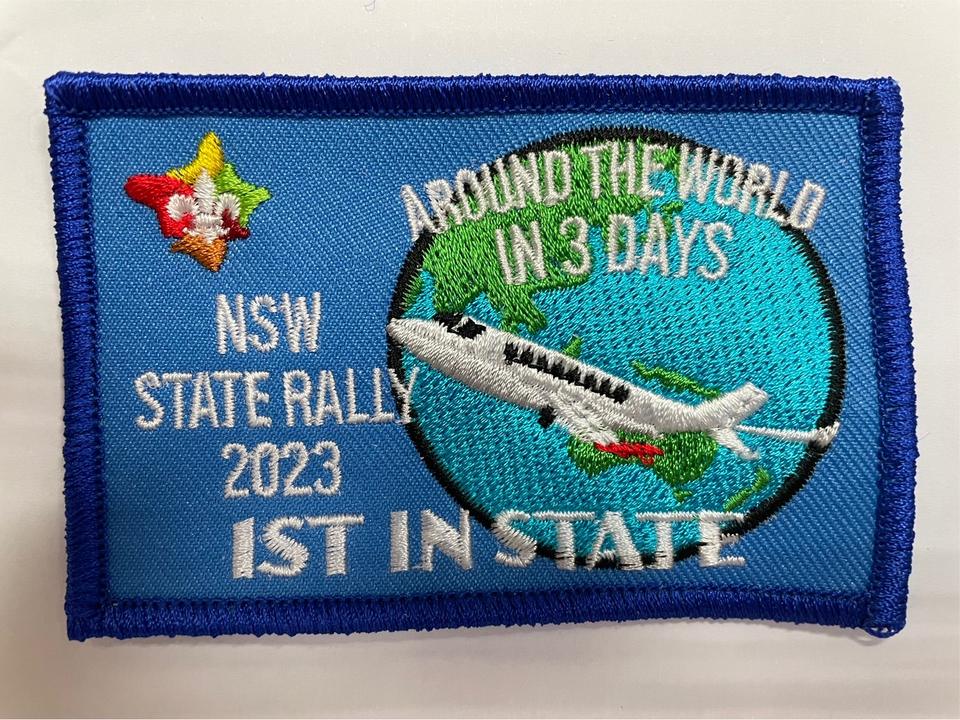 AROUND THE WORLD
IN 3 DAYS
NSW
STATE RALLY
2023
1ST IN STATE